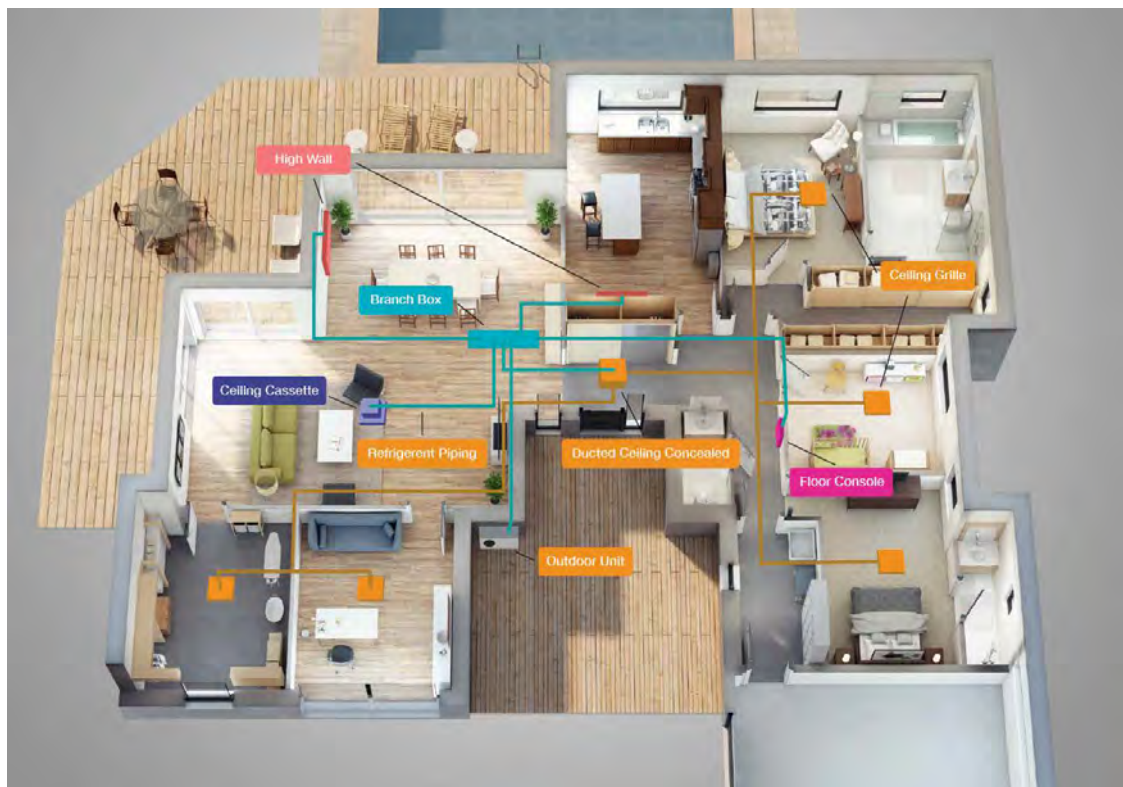 High Wall
Ceiling Grille
Branch Box
Ceiling Cassette
Refrigerent Piping
Ducted Ceiling Concealed
Floor Console
Outdoor Unit